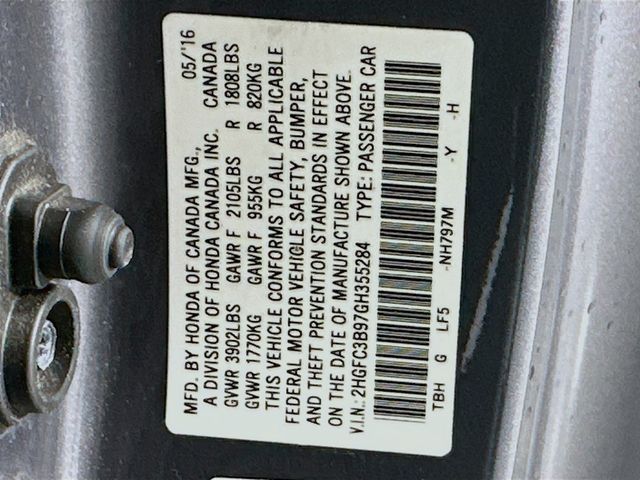 MFD. BY HONDA OF CANADA MFG., 05/'16
A DIVISION OF HONDA CANADA INC. CANADA
GVWR 3902LBS GAWR F 2105LBS R 1808LBS
GVWR 1770KG GAWR F 955KG R 820KG
THIS VEHICLE CONFORMS TO ALL APPLICABLE
FEDERAL MOTOR VEHICLE SAFETY, BUMPER,
AND THEFT PREVENTION STANDARDS IN EFFECT
ON THE DATE OF MANUFACTURE SHOWN ABOVE.
V.I.N.: 2HGFC3B97GH355284 TYPE: PASSENGER CAR
TBH G LF5 -NH797M -Y -H